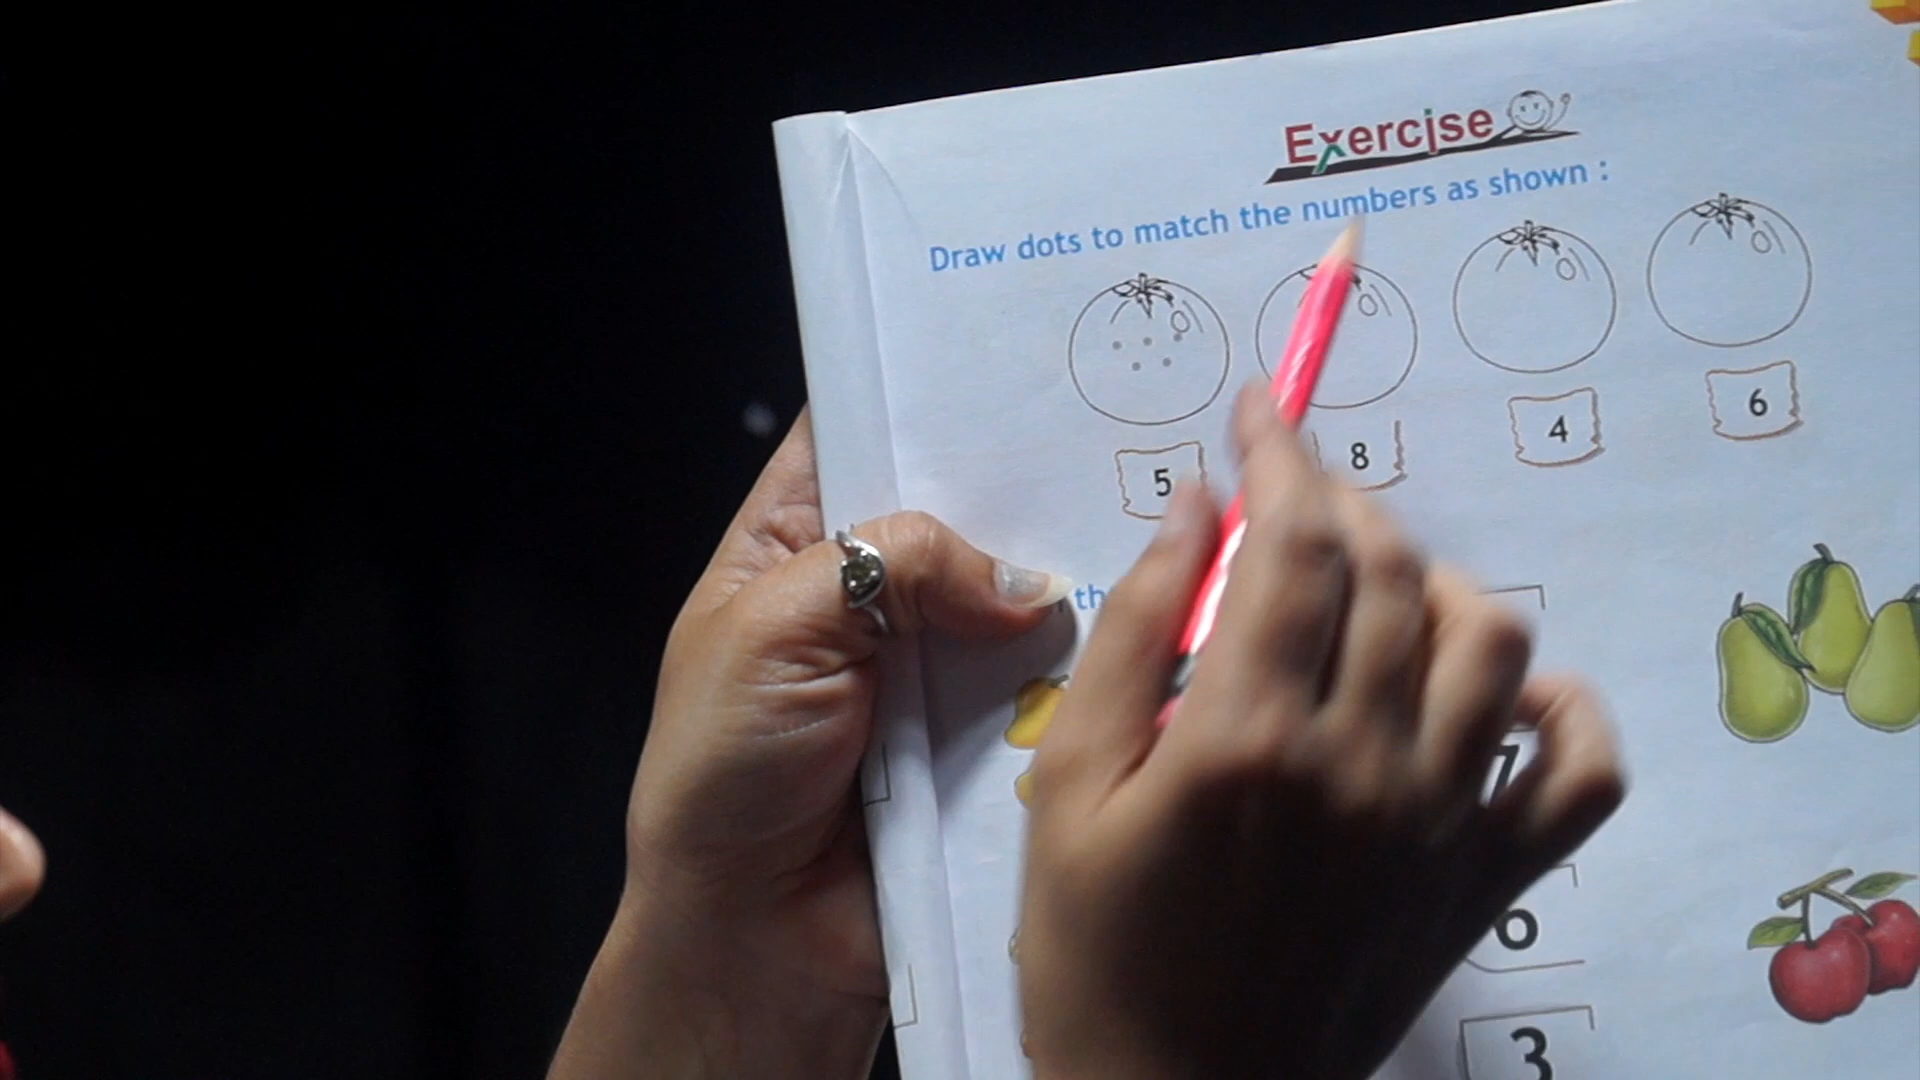 Exercise
Draw dots to match the numbers as shown :
5 8 4 6
7
6
3